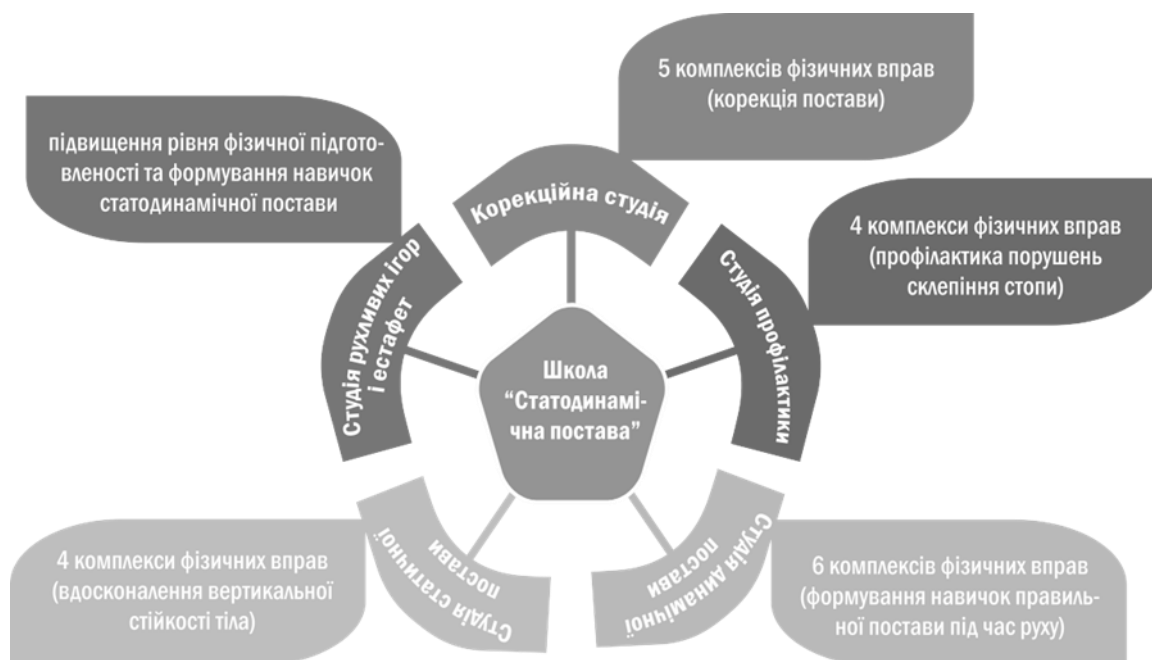 5 комплексів фізичних вправ
(корекція постави)
підвищення рівня фізичної підгото-
вленості та формування навичок
статодинамічної постави
Корекційна студія
4 комплекси фізичних вправ
(профілактика порушень
склепіння стопи)
Студія рухливих ігор
і естафет
Студія профілактики
Школа
“Статодинамі-
чна постава”
Студія статичної
постави
Студія динамічної
постави
4 комплекси фізичних вправ
(вдосконалення вертикальної
стійкості тіла)
6 комплексів фізичних вправ
(формування навичок правиль-
ної постави під час руху)